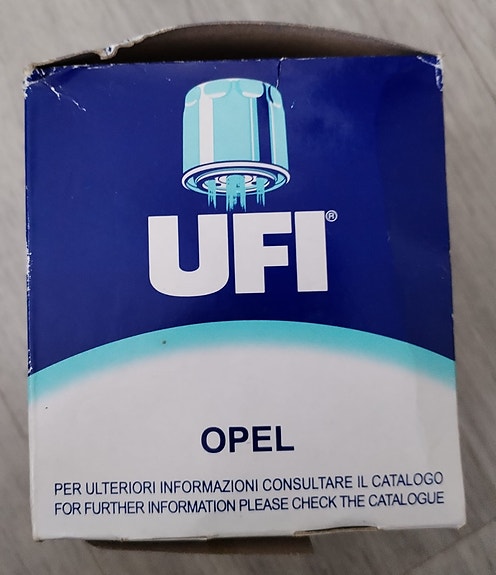 UFI®
OPEL
PER ULTERIORI INFORMAZIONI CONSULTARE IL CATALOGO
FOR FURTHER INFORMATION PLEASE CHECK THE CATALOGUE